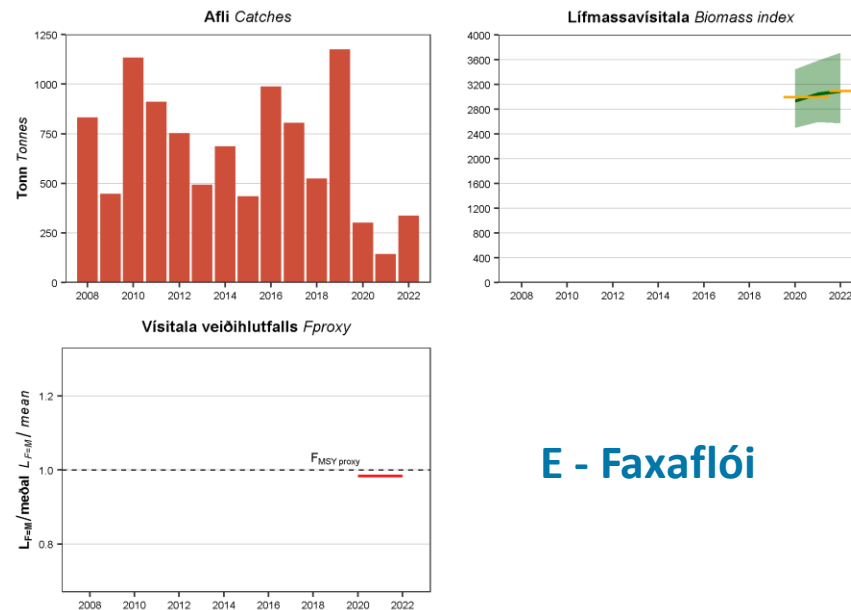 Afli Catches
Tonn Tonnes
1250
1000
750
500
250
0
2008 2010 2012 2014 2016 2018 2020 2022
Lífmassavísitala Biomass index
4000
3600
3200
2800
2400
2000
1600
1200
800
400
0
2008 2010 2012 2014 2016 2018 2020 2022
Vísitala veiðihlutfalls Fproxy
L_F=M/meðal L_F=M / mean
1.2
1.0
0.8
F_MSY proxy
2008 2010 2012 2014 2016 2018 2020 2022
E - Faxaflói